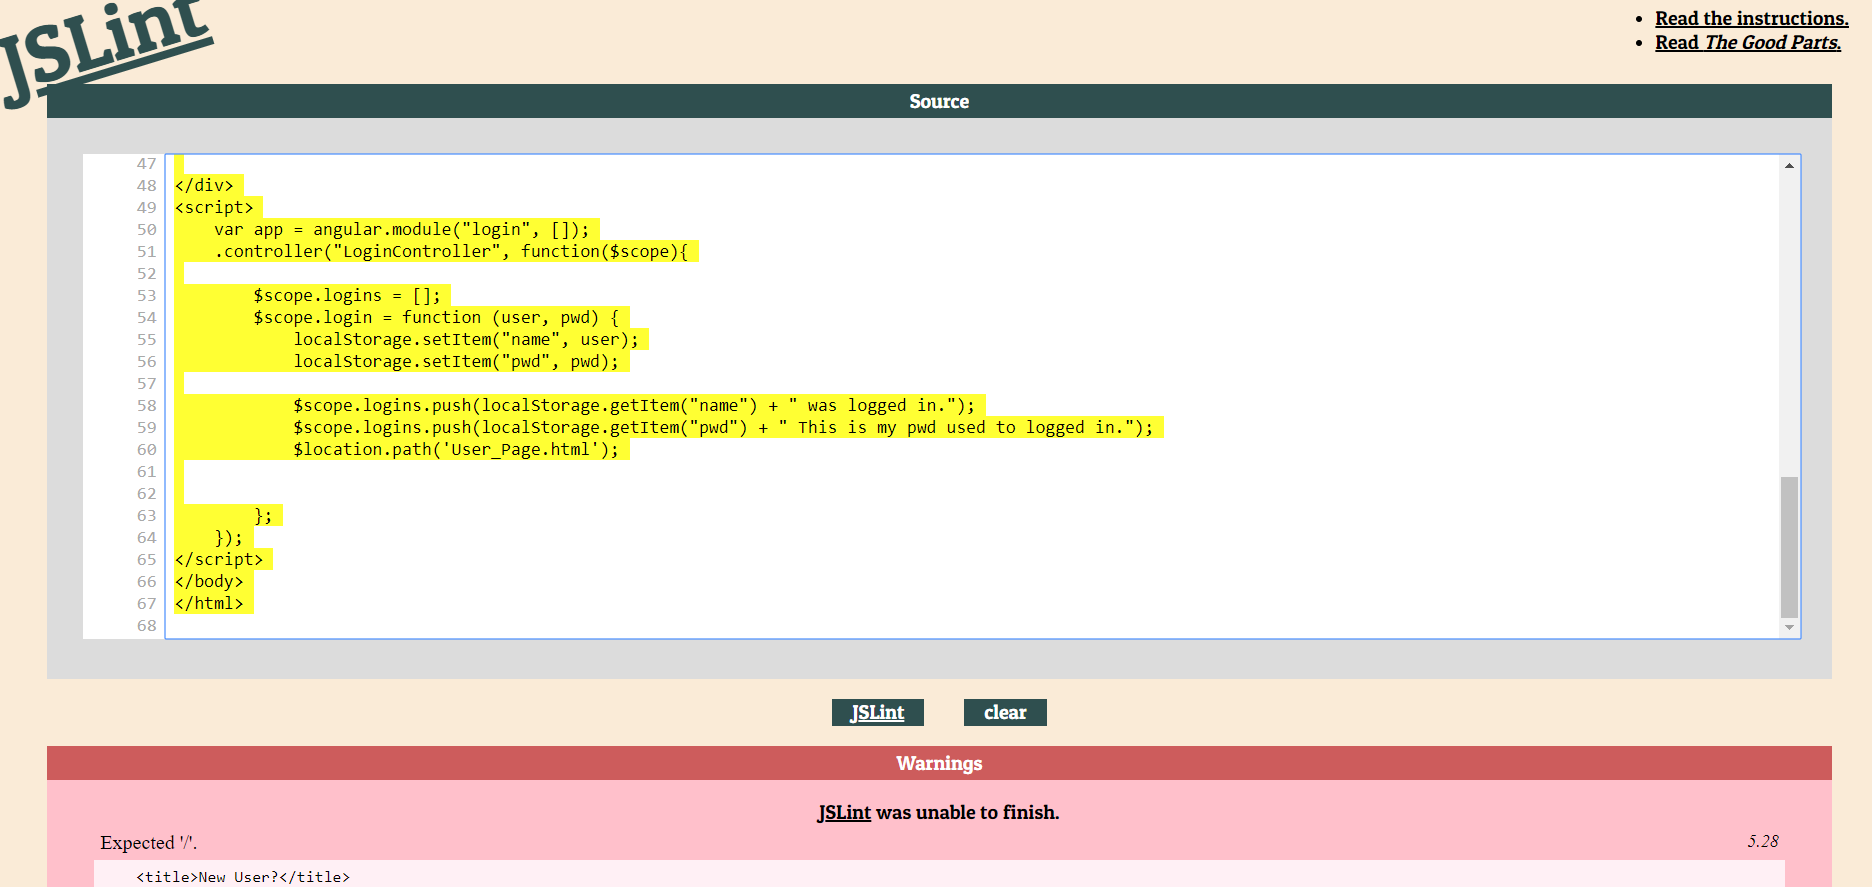 JSLint
Read the instructions.
Read The Good Parts.
Source
47
48 </div>
49 <script>
50     var app = angular.module("login", []);
51     .controller("LoginController", function($scope){
52
53         $scope.logins = [];
54         $scope.login = function (user, pwd) {
55             localStorage.setItem("name", user);
56             localStorage.setItem("pwd", pwd);
57
58             $scope.logins.push(localStorage.getItem("name") + " was logged in.");
59             $scope.logins.push(localStorage.getItem("pwd") + " This is my pwd used to logged in.");
60             $location.path('User_Page.html');
61
62
63         };
64     });
65 </script>
66 </body>
67 </html>
68
JSLint clear
Warnings
JSLint was unable to finish.
Expected '/'. 5.28
<title>New User?</title>